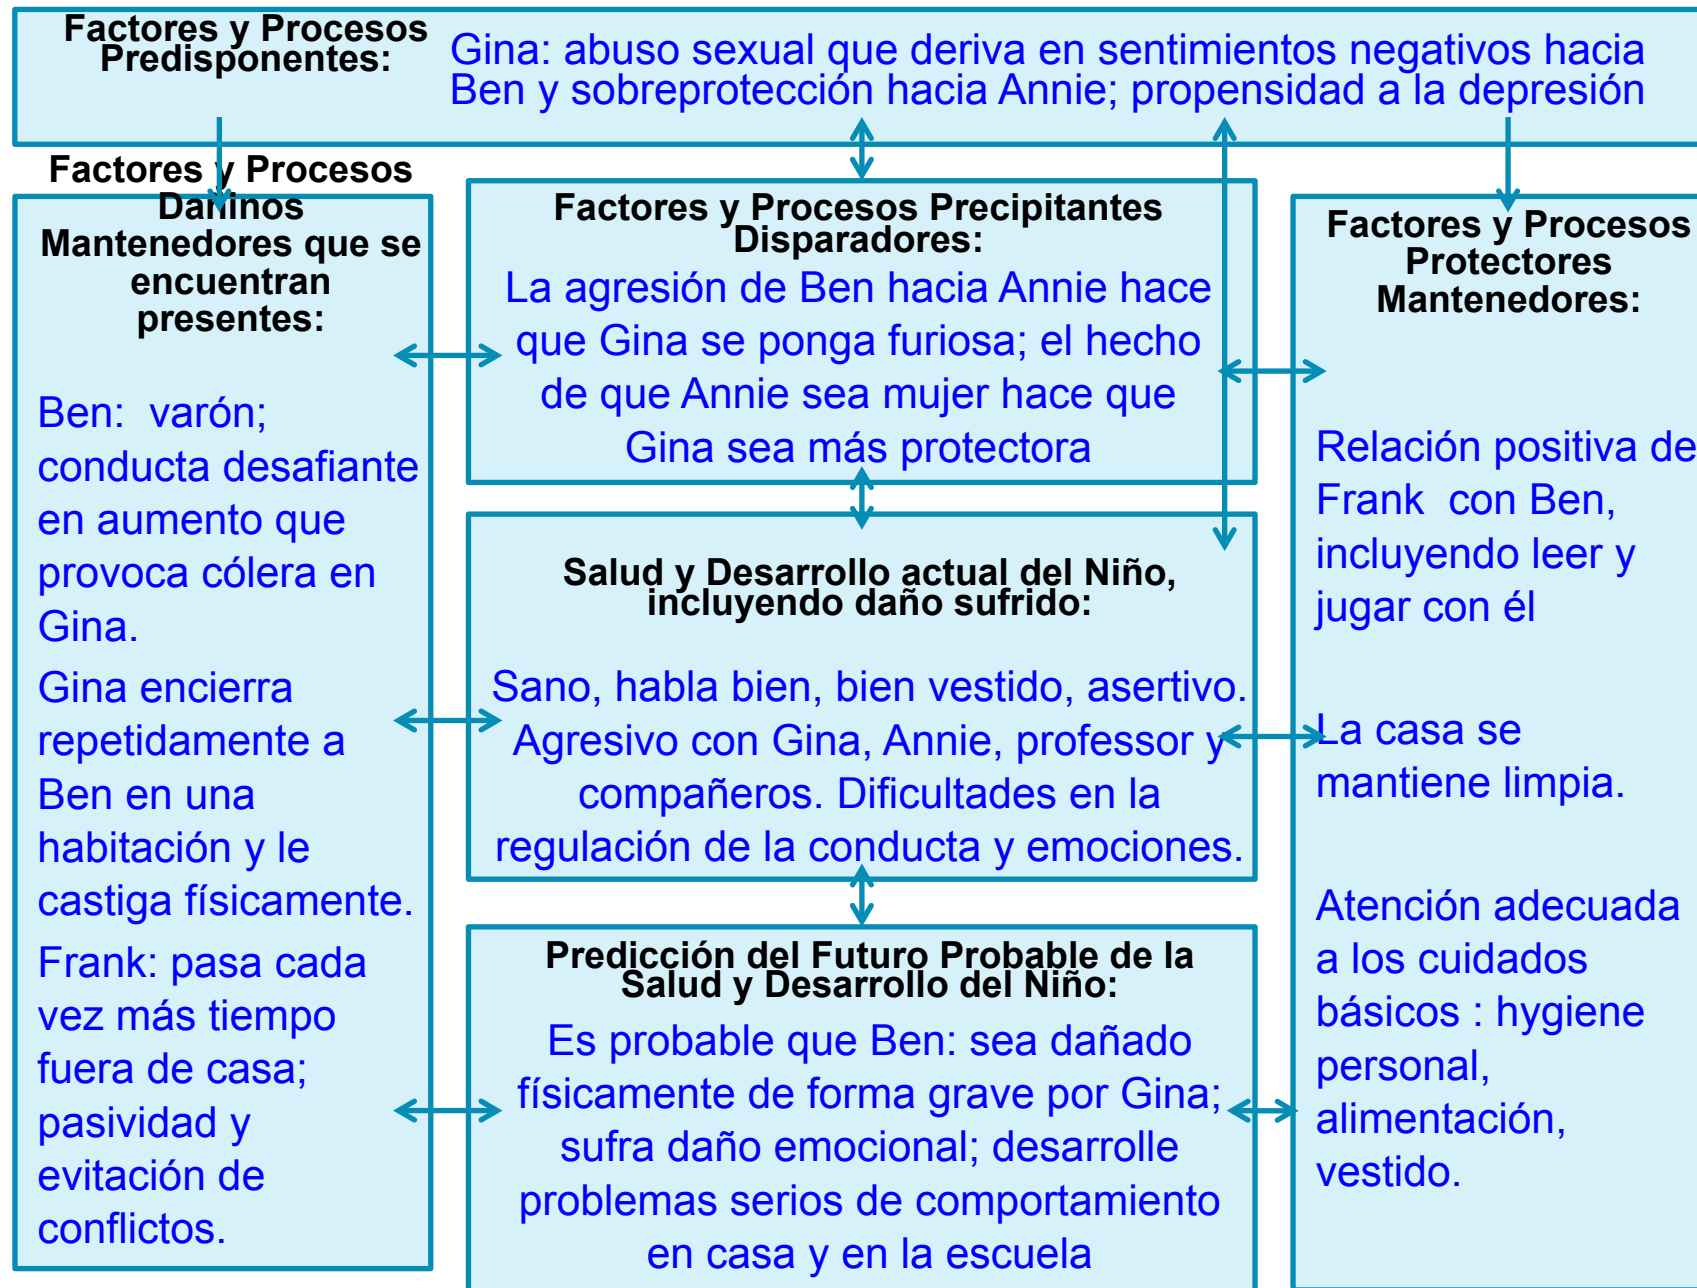 Factores y Procesos
Predisponentes:
Gina: abuso sexual que deriva en sentimientos negativos hacia
Ben y sobreprotección hacia Annie; propensidad a la depresión
Factores y Procesos
Dañinos
Mantenedores que se
encuentran
presentes:
Ben:  varón;
conducta desafiante
en aumento que
provoca cólera en
Gina.
Gina encierra
repetidamente a
Ben en una
habitación y le
castiga físicamente.
Frank: pasa cada
vez más tiempo
fuera de casa;
pasividad y
evitación de
conflictos.
Factores y Procesos Precipitantes
Disparadores:
La agresión de Ben hacia Annie hace
que Gina se ponga furiosa; el hecho
de que Annie sea mujer hace que
Gina sea más protectora
Salud y Desarrollo actual del Niño,
incluyendo daño sufrido:
Sano, habla bien, bien vestido, asertivo.
Agresivo con Gina, Annie, professor y
compañeros. Dificultades en la
regulación de la conducta y emociones.
Predicción del Futuro Probable de la
Salud y Desarrollo del Niño:
Es probable que Ben: sea dañado
físicamente de forma grave por Gina;
sufra daño emocional; desarrolle
problemas serios de comportamiento
en casa y en la escuela
Factores y Procesos
Protectores
Mantenedores:
Relación positiva de
Frank  con Ben,
incluyendo leer y
jugar con él
La casa se
mantiene limpia.
Atención adecuada
a los cuidados
básicos : hygiene
personal,
alimentación,
vestido.